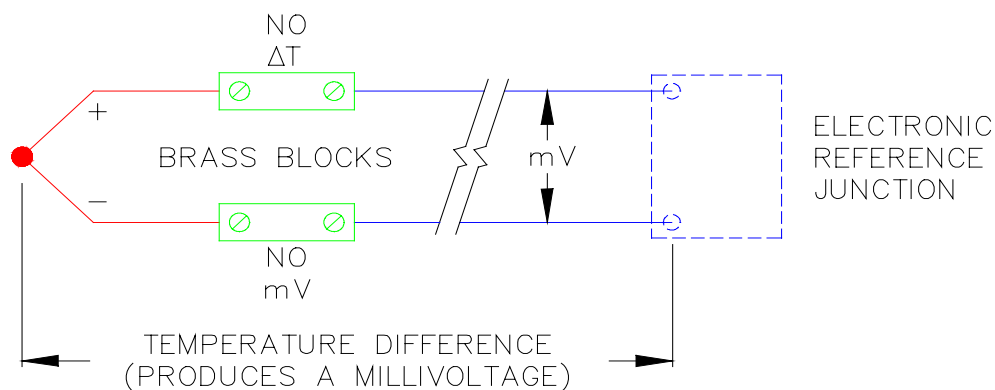 NO
ΔT
+
BRASS BLOCKS
mV
ELECTRONIC
REFERENCE
JUNCTION
−
NO
mV
TEMPERATURE DIFFERENCE
(PRODUCES A MILLIVOLTAGE)